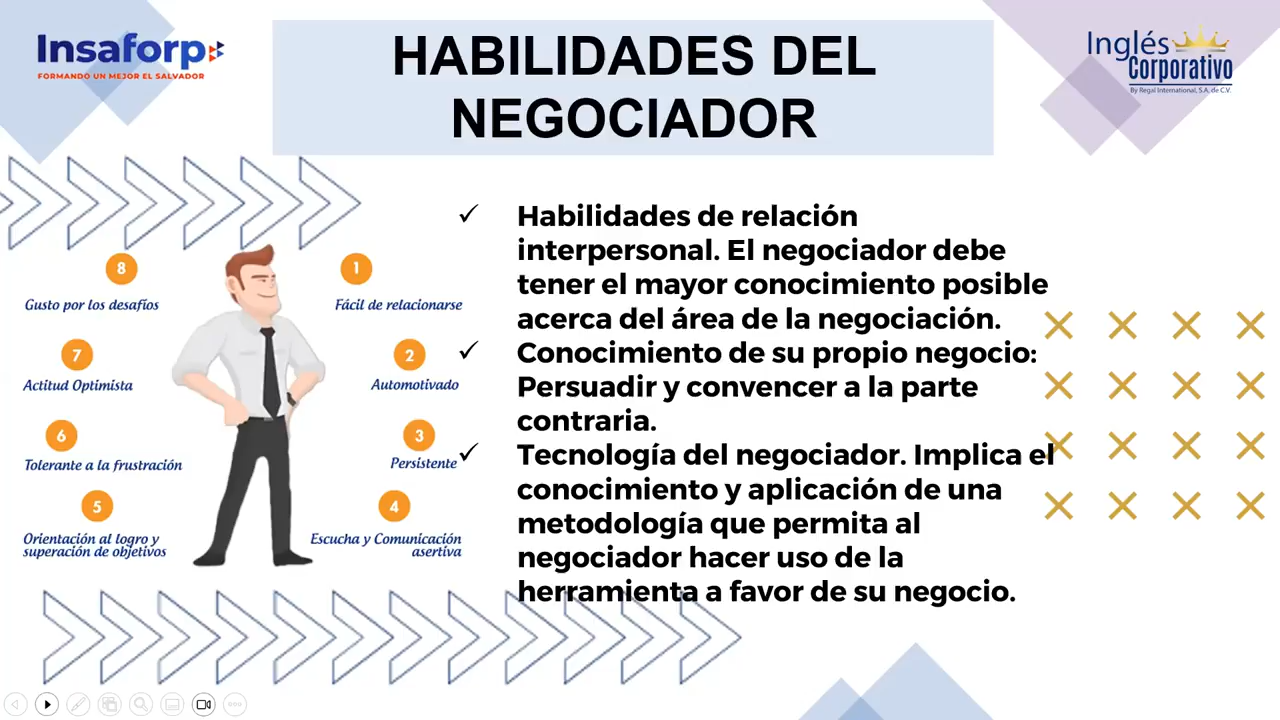 Insaforp
FORMANDO UN MEJOR EL SALVADOR
HABILIDADES DEL
NEGOCIADOR
Inglés
Corporativo
By Regal International, S.A. de C.V.
8
Gusto por los desafíos
7
Actitud Optimista
6
Tolerante a la frustración
5
Orientación al logro y
superación de objetivos
1
Fácil de relacionarse
2
Automotivado
3
Persistente
4
Escucha y Comunicación
asertiva
✓ Habilidades de relación
interpersonal. El negociador debe
tener el mayor conocimiento posible
acerca del área de la negociación.
✓ Conocimiento de su propio negocio:
Persuadir y convencer a la parte
contraria.
✓ Tecnología del negociador. Implica el
conocimiento y aplicación de una
metodología que permita al
negociador hacer uso de la
herramienta a favor de su negocio.